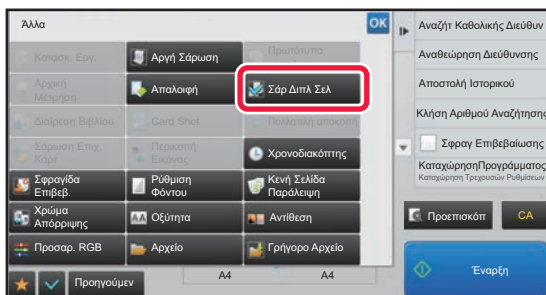 Άλλα
OK
Κατασκ. Εργ.
Αργή Σάρωση
Πρωτότυπο
Αρχική
Μέτρηση
Απαλοιφή
Σάρ Διπλ Σελ
Διαίρεση Βιβλίου
Card Shot
Πολλαπλή αποκοπή
Σάρωση Επιχ.
Κάρτ
Περικοπή
Εικόνας
Χρονοδιακόπτης
Σφραγίδα
Επιβεβ.
Ρύθμιση
Φόντου
Κενή Σελίδα
Παράλειψη
Χρώμα
Απόρριψης
Οξύτητα
Αντίθεση
Προσαρ. RGB
Αρχείο
Γρήγορο Αρχείο
Προηγούμεν
A4
A4
Αναζήτ Καθολικής Διεύθυν
Αναθεώρηση Διεύθυνσης
Αποστολή Ιστορικού
Κλήση Αριθμού Αναζήτησης
Σφραγ Επιβεβαίωσης
ΚαταχώρησηΠρογράμματος
Καταχώρηση Τρεχουσών Ρυθμίσεων
Προεπισκόπ
CA
Έναρξη